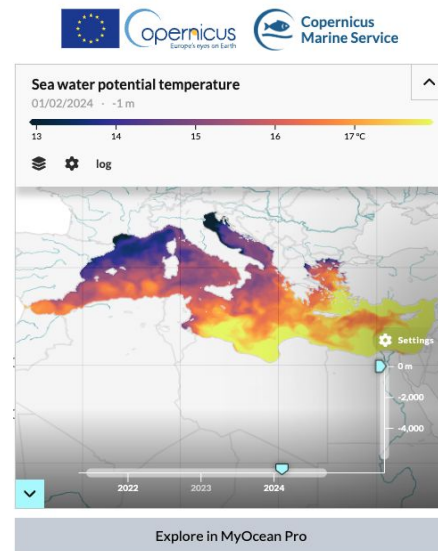 opernicus
Europe's eyes on Earth
Copernicus
Marine Service
Sea water potential temperature
01/02/2024 · -1 m
13 14 15 16 17 °C
log
Settings
0 m
-2,000
-4,000
2022 2023 2024
Explore in MyOcean Pro